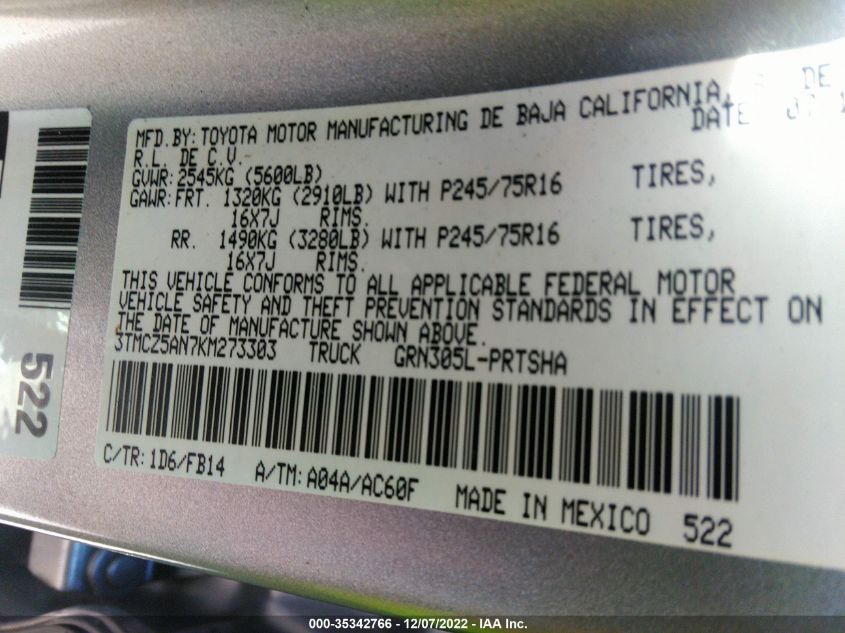 MFD.BY:TOYOTA MOTOR MANUFACTURING DE BAJA CALIFORNIA, DE
R.L. DE C.V. DATE
GVWR:2545KG (5600LB)
GAWR:FRT. 1320KG (2910LB) WITH P245/75R16 TIRES,
16X7J RIMS.
RR. 1490KG (3280LB) WITH P245/75R16 TIRES,
16X7J RIMS.
THIS VEHICLE CONFORMS TO ALL APPLICABLE FEDERAL MOTOR
VEHICLE SAFETY AND THEFT PREVENTION STANDARDS IN EFFECT ON
THE DATE OF MANUFACTURE SHOWN ABOVE.
3TMCZ5AN7KM273303 TRUCK GRN305L-PRTSHA
C/TR:1D6/FB14 A/TM:A04A/AC60F MADE IN MEXICO 522
522
000-35342766 - 12/07/2022 - IAA Inc.